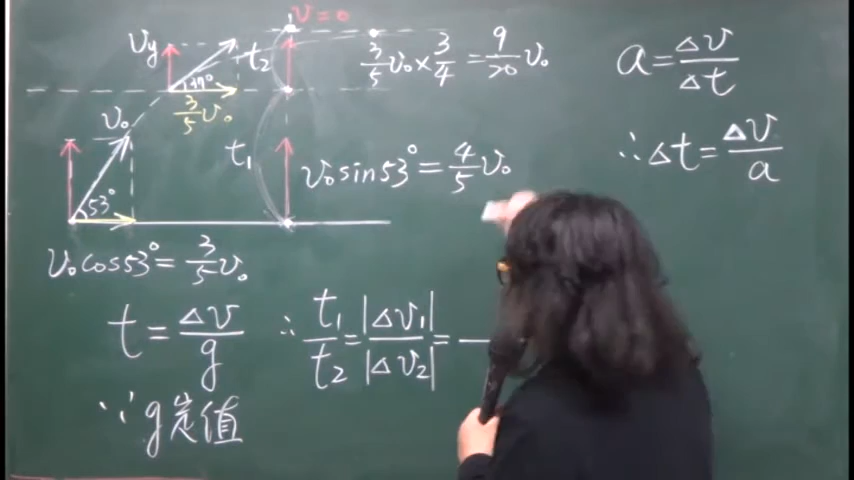 v=0
v_y
t₂
37°
3/5 v₀
3/5 v₀ × 3/4 = 9/20 v₀
a = Δv/Δt
v₀
t₁
53°
v₀ sin53° = 4/5 v₀
∴ Δt = Δv/a
v₀ cos53° = 3/5 v₀
t = Δv/g
∴ t₁/t₂ = |Δv₁|/|Δv₂| = —
∵ g定值